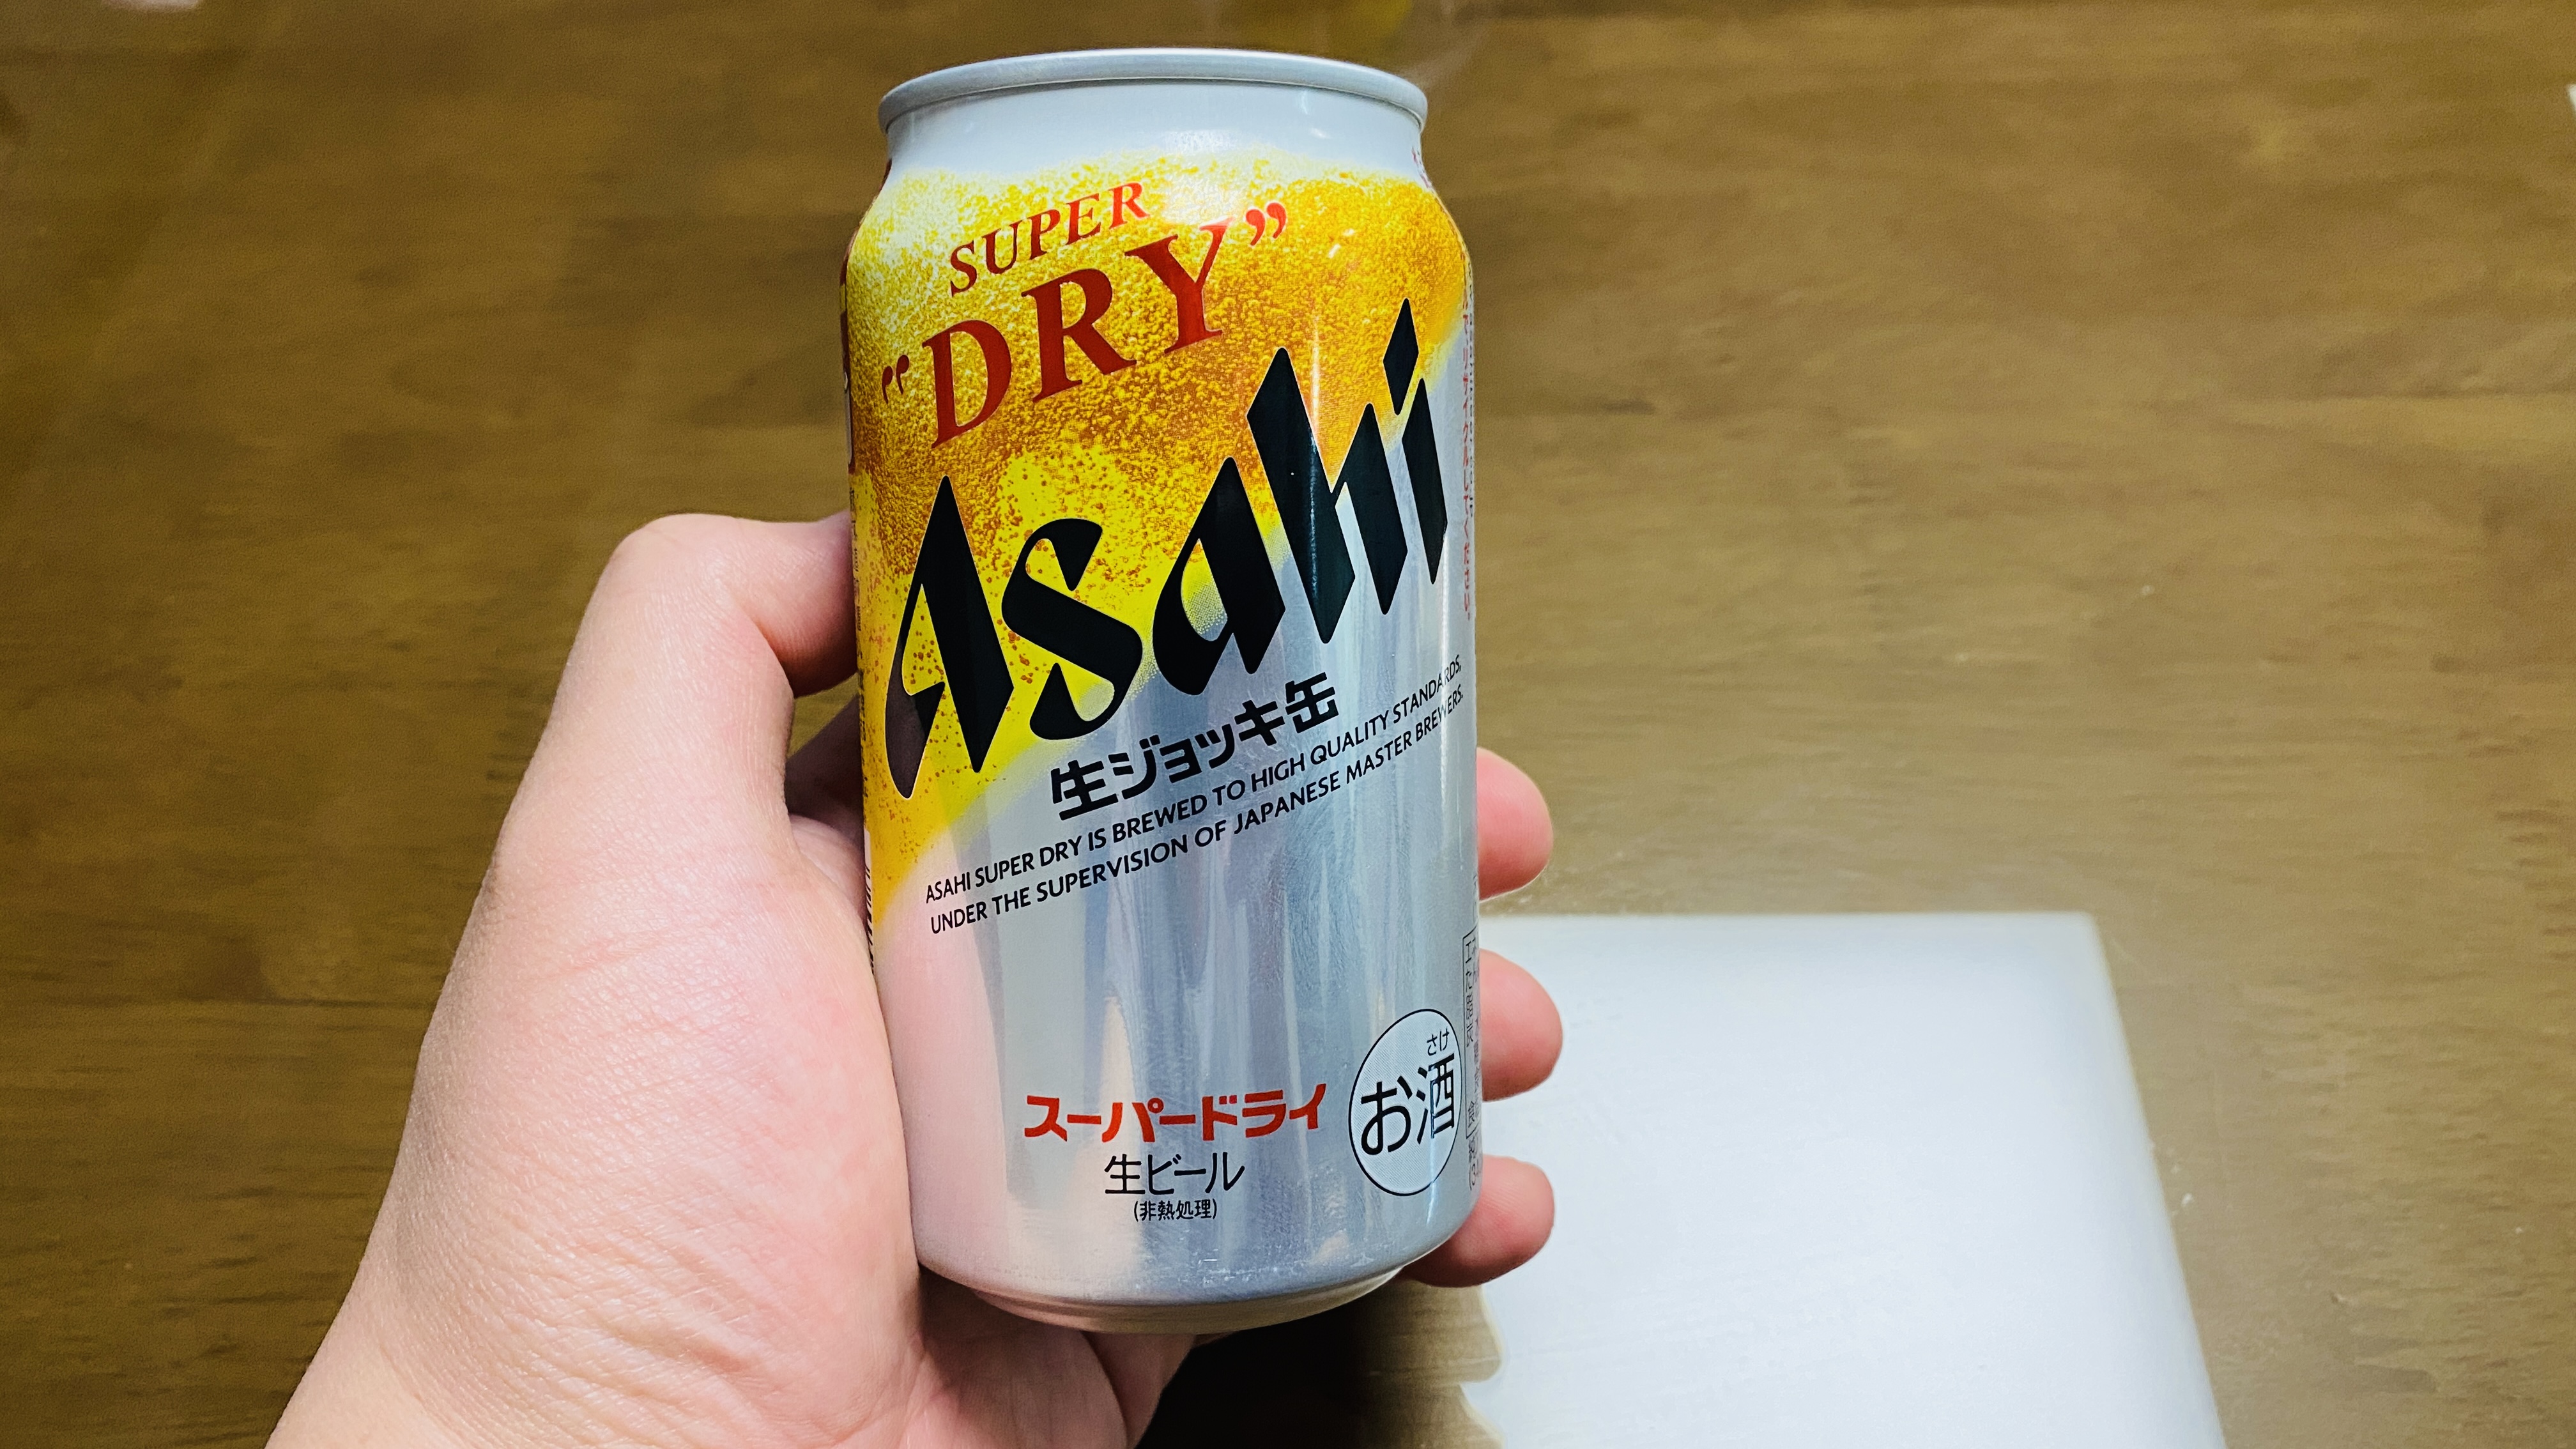 SUPER
“DRY”
Asahi
生ジョッキ缶
ASAHI SUPER DRY IS BREWED TO HIGH QUALITY STANDARDS,
UNDER THE SUPERVISION OF JAPANESE MASTER BREWERS.
さけ
お酒
スーパードライ
生ビール
(非熱処理)